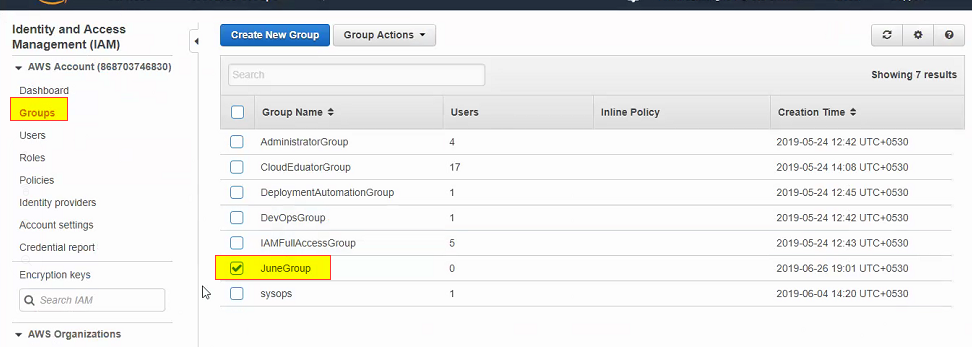 Identity and Access
Management (IAM)
AWS Account (868703746830)
Dashboard
Groups
Users
Roles
Policies
Identity providers
Account settings
Credential report
Encryption keys
Search IAM
AWS Organizations
Create New Group Group Actions
Search Showing 7 results
Group Name Users Inline Policy Creation Time
AdministratorGroup 4 2019-05-24 12:42 UTC+0530
CloudEduatorGroup 17 2019-05-24 14:08 UTC+0530
DeploymentAutomationGroup 1 2019-05-24 12:45 UTC+0530
DevOpsGroup 1 2019-05-24 12:42 UTC+0530
IAMFullAccessGroup 5 2019-05-24 12:43 UTC+0530
JuneGroup 0 2019-06-26 19:01 UTC+0530
sysops 1 2019-06-04 14:20 UTC+0530